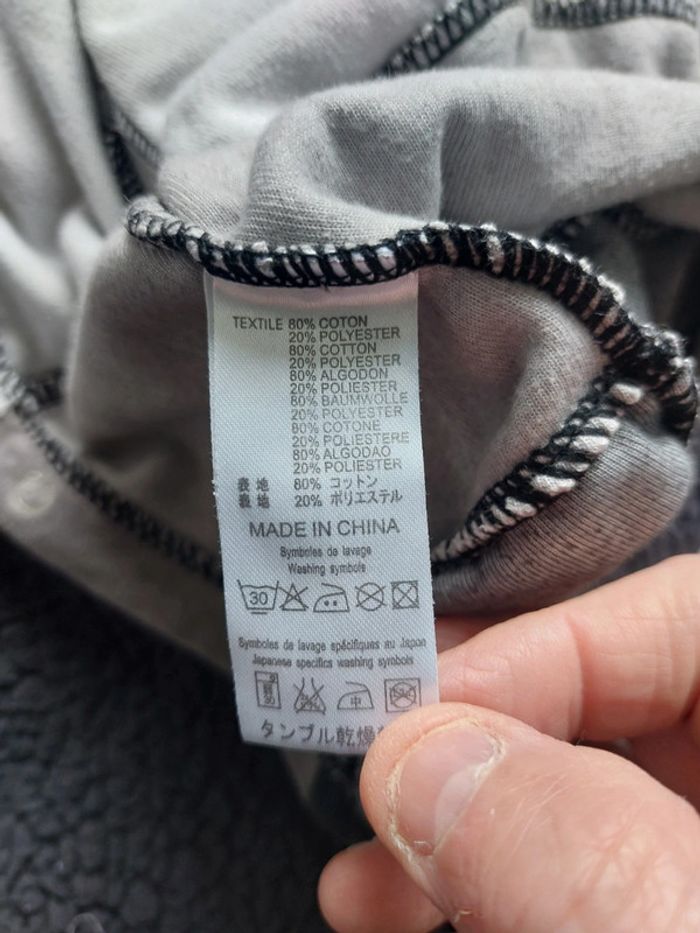 TEXTILE 80% COTON
20% POLYESTER
80% COTTON
20% POLYESTER
80% ALGODON
20% POLIESTER
80% BAUMWOLLE
20% POLYESTER
80% COTONE
20% POLIESTERE
80% ALGODAO
20% POLIESTER
表 地 80% コットン
表 地 20% ポリエステル
MADE IN CHINA
Symboles de lavage
Washing symbols
30
Symboles de lavage spécifiques au Japon
Japanese specifics washing symbols
30 中
タンブル乾燥